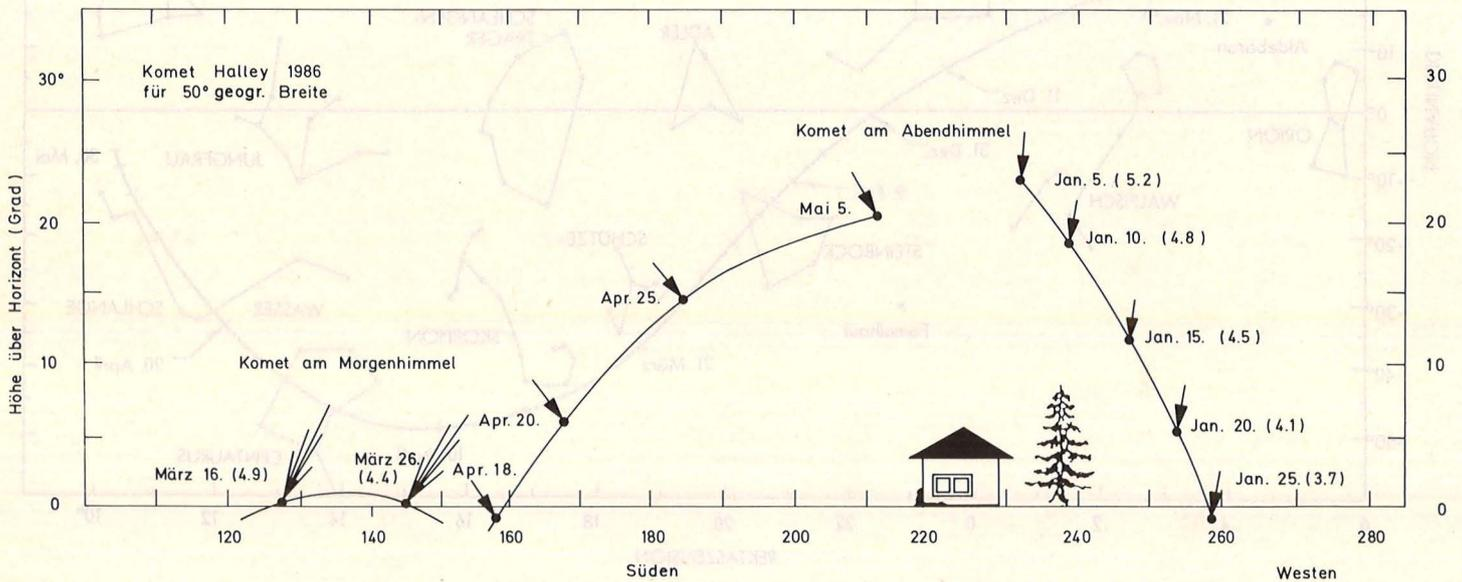 Komet Halley 1986
für 50° geogr. Breite
Höhe über Horizont (Grad)
30°
20
10
0
30
20
10
0
Komet am Abendhimmel
Jan. 5. (5.2)
Jan. 10. (4.8)
Jan. 15. (4.5)
Jan. 20. (4.1)
Jan. 25. (3.7)
Mai 5.
Apr. 25.
Apr. 20.
Apr. 18.
Komet am Morgenhimmel
März 16. (4.9)
März 26.
(4.4)
120 140 160 180 200 220 240 260 280
Süden
Westen